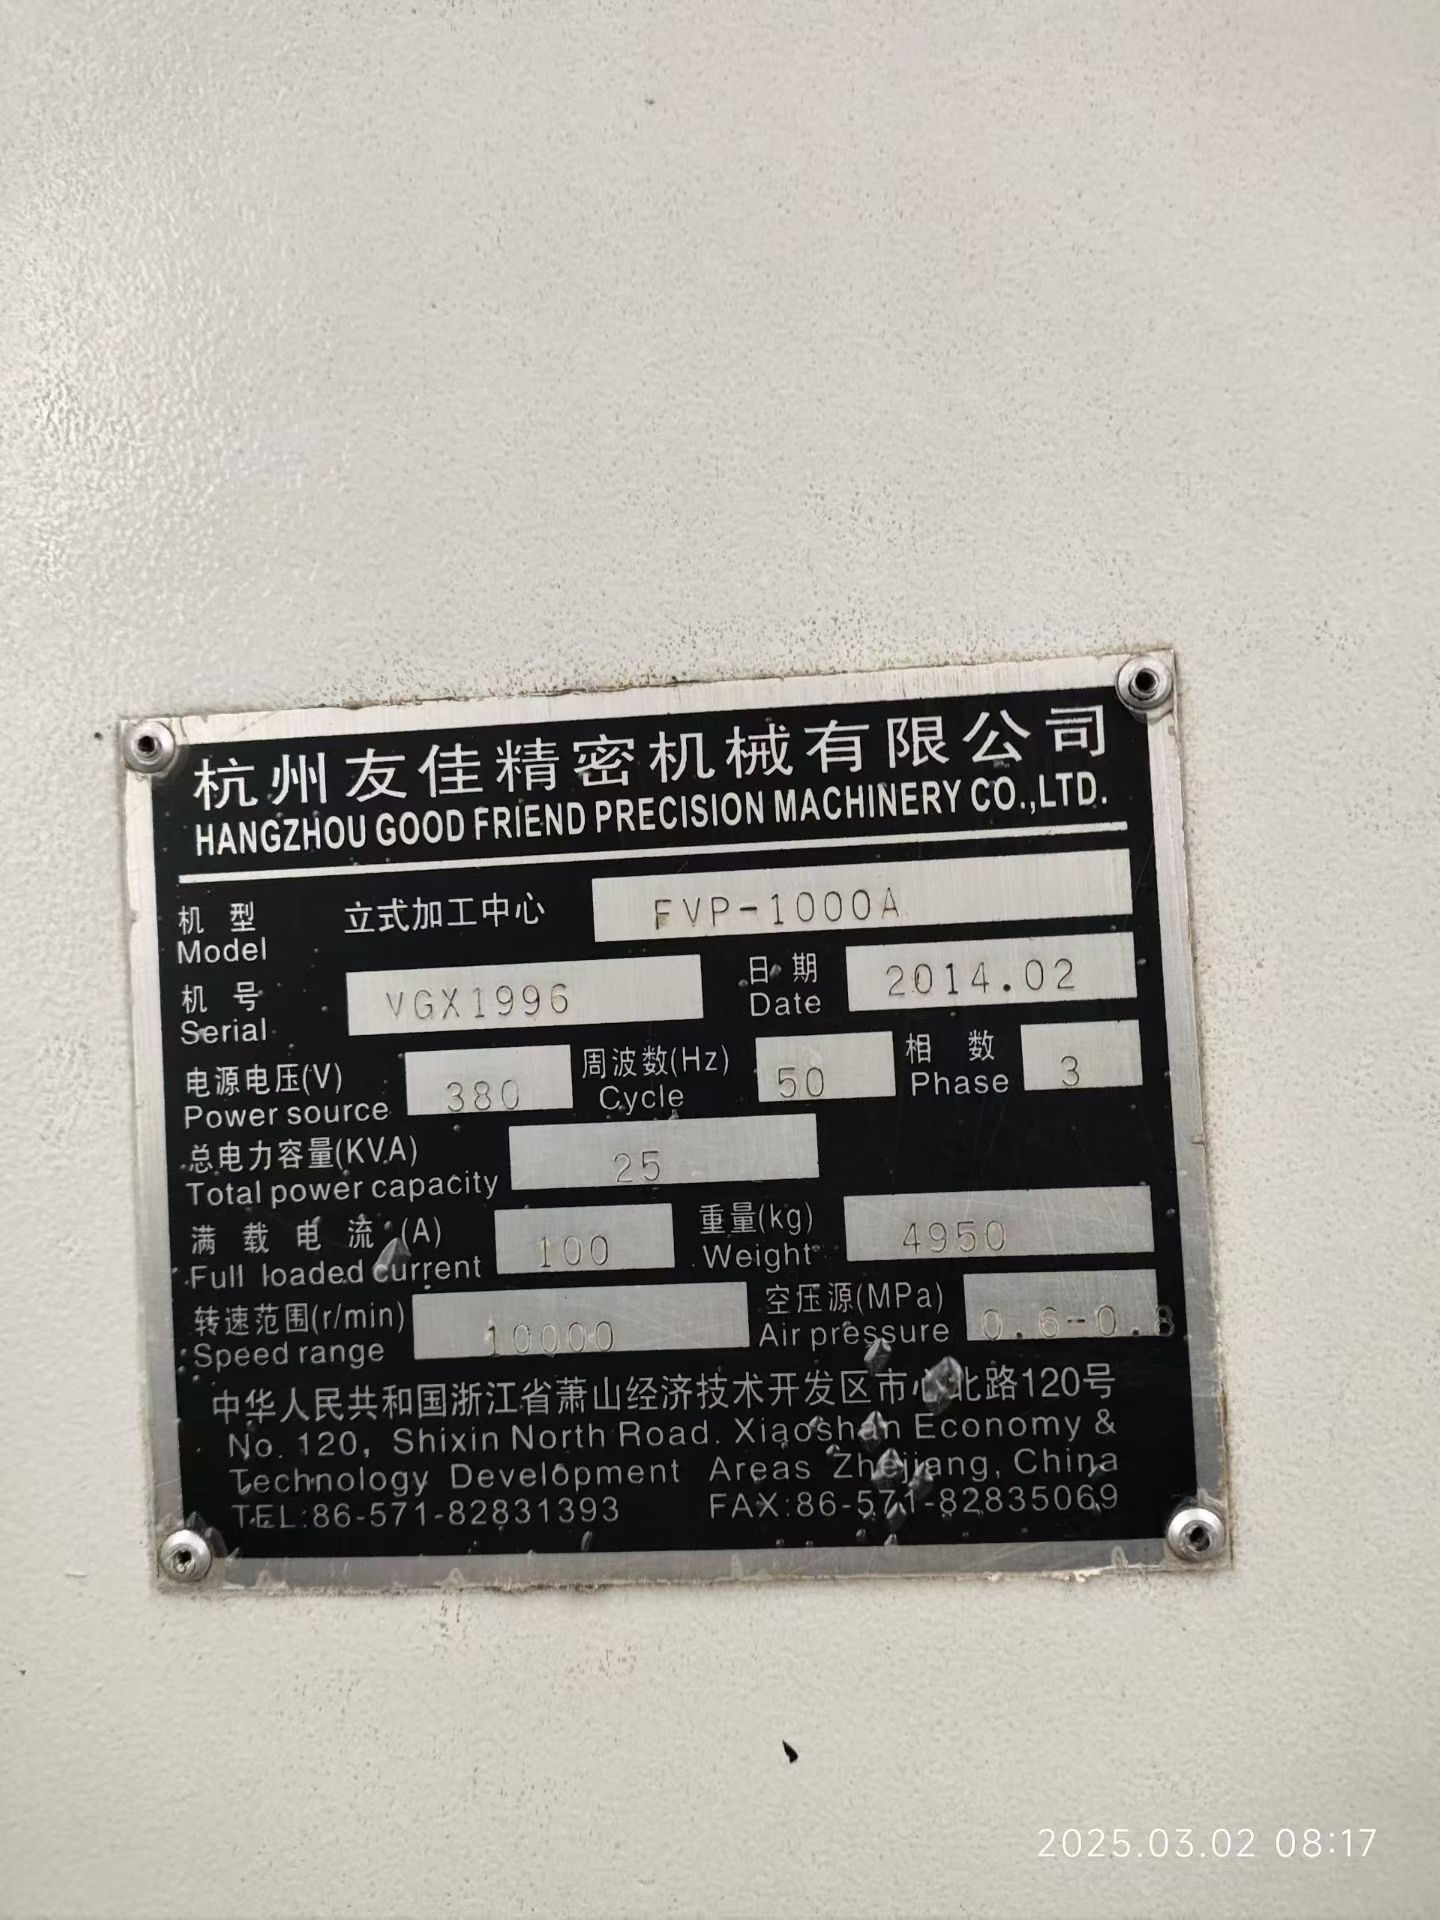 杭州友佳精密机械有限公司
HANGZHOU GOOD FRIEND PRECISION MACHINERY CO.,LTD.
机 型 立式加工中心 FVP-1000A
Model
机 号 VGX1996 日 期 2014.02
Serial Date
电源电压(V) 380 周波数(Hz) 50 相 数 3
Power source Cycle Phase
总电力容量(KVA) 25
Total power capacity
满 载 电 流 (A) 100 重量(kg) 4950
Full loaded current Weight
转速范围(r/min) 10000 空压源(MPa) 0.6-0.8
Speed range Air pressure
中华人民共和国浙江省萧山经济技术开发区市心北路120号
No. 120, Shixin North Road. Xiaoshan Economy &
Technology Development Areas Zhejiang, China
TEL:86-571-82831393 FAX:86-571-82835069
2025.03.02 08:17